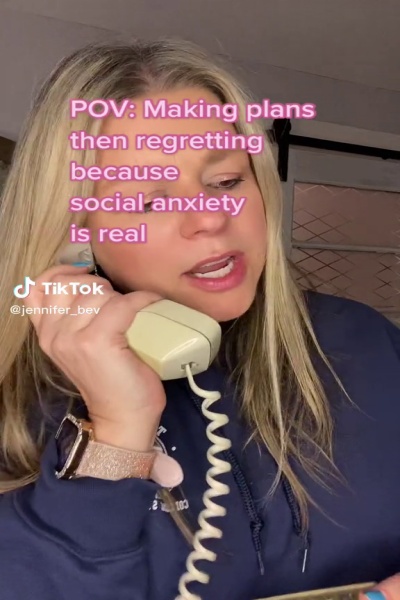 POV: Making plans
then regretting
because
social anxiety
is real
TikTok
@jennifer_bev